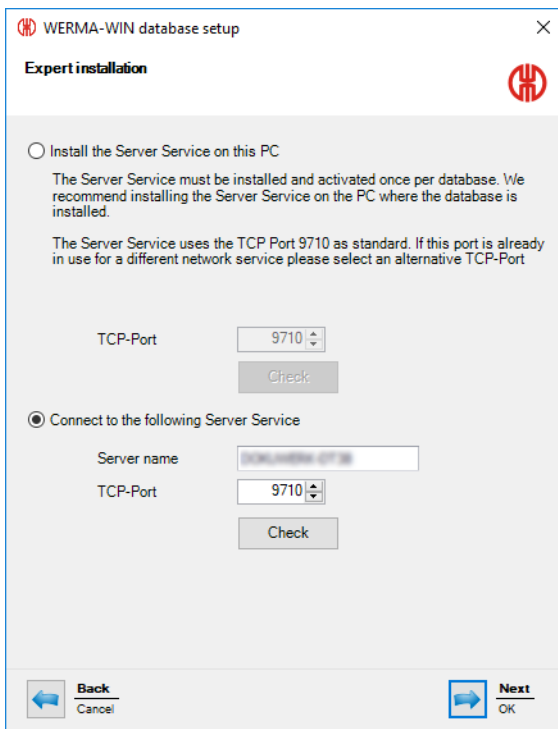 WERMA-WIN database setup
Expert installation
Install the Server Service on this PC
The Server Service must be installed and activated once per database. We
recommend installing the Server Service on the PC where the database is
installed.
The Server Service uses the TCP Port 9710 as standard. If this port is already
in use for a different network service please select an alternative TCP-Port
TCP-Port 9710
Check
Connect to the following Server Service
Server name
TCP-Port 9710
Check
Back
Cancel
Next
OK